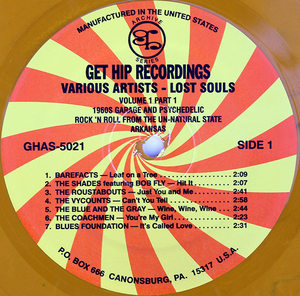 MANUFACTURED IN THE UNITED STATES
ARCHIVE
SERIES
GET HIP RECORDINGS
VARIOUS ARTISTS - LOST SOULS
VOLUME 1 PART 1
1960S GARAGE AND PSYCHEDELIC
ROCK 'N ROLL FROM THE UN-NATURAL STATE
ARKANSAS
GHAS-5021 SIDE 1
1. BAREFACTS — Leaf on a Tree 2:09
2. THE SHADES featuring BOB FLY — Hit It 2:07
3. THE ROUSTABOUTS — Just You and Me 2:41
4. THE VYCOUNTS — Can't You Tell 2:58
5. THE BLUE AND THE GRAY — Wine, Wine, Wine 2:44
6. THE COACHMEN — You're My Girl 2:23
7. BLUES FOUNDATION — It's Called Love 2:31
P.O. BOX 666 CANONSBURG, PA. 15317 U.S.A.